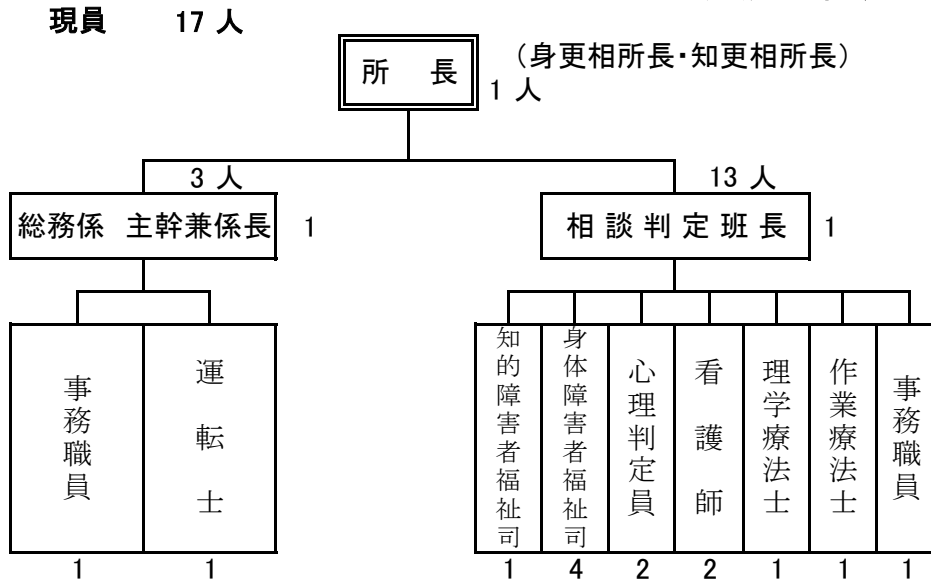 現員 17 人
所 長
(身更相所長・知更相所長)
1 人
3 人
13 人
総務係 主幹兼係長
1
相 談 判 定 班 長
1
事務職員
運転士
知的障害者福祉司
身体障害者福祉司
心理判定員
看護師
理学療法士
作業療法士
事務職員
1
1
1
4
2
2
1
1
1